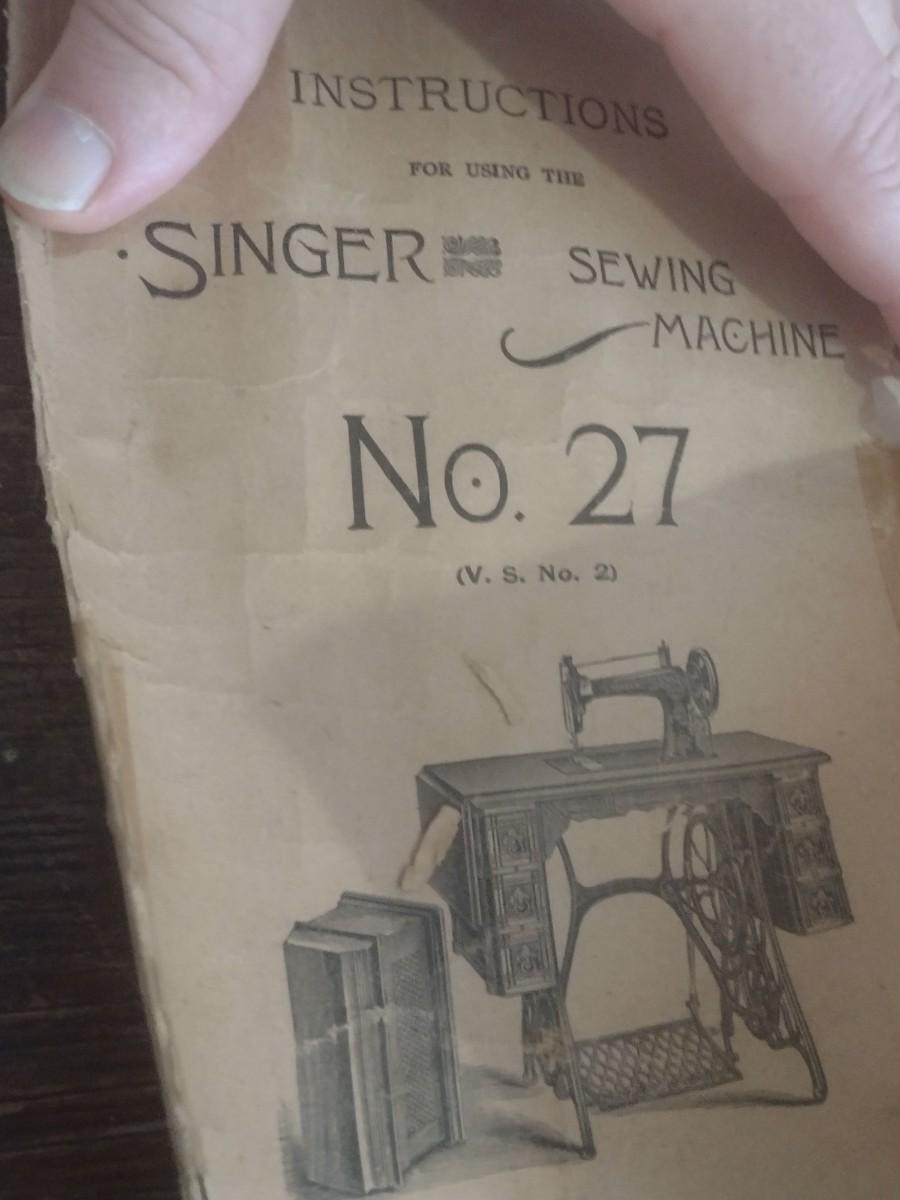 INSTRUCTIONS
FOR USING THE
SINGER SEWING
MACHINE
No. 27
(V. S. No. 2)